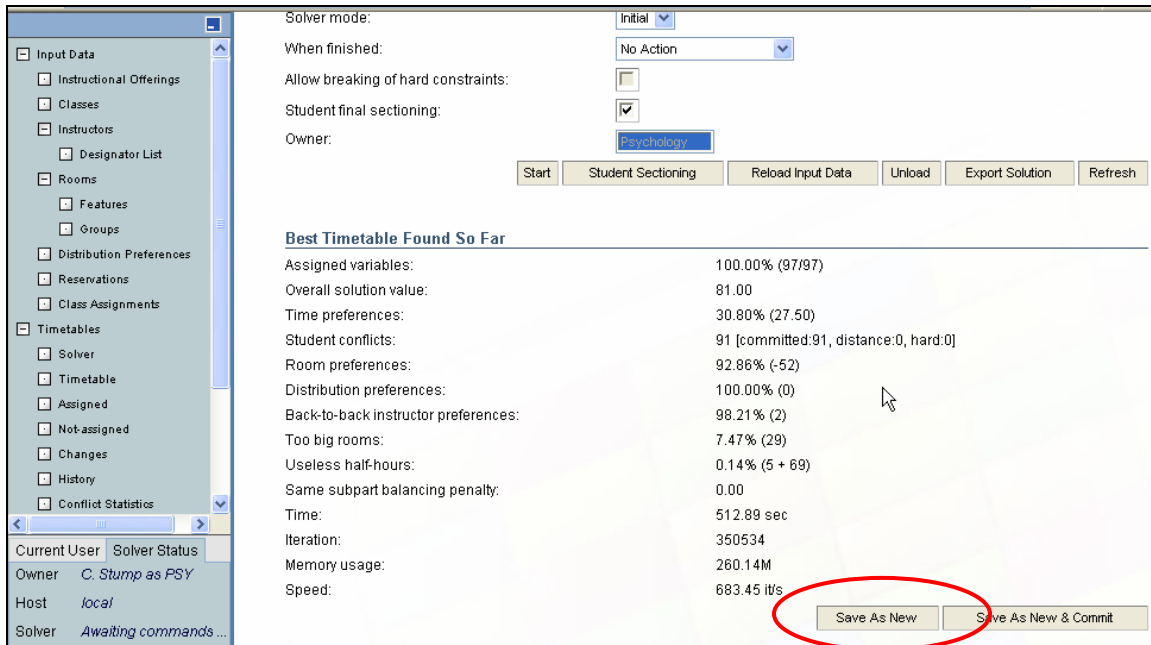 Input Data
Instructional Offerings
Classes
Instructors
Designator List
Rooms
Features
Groups
Distribution Preferences
Reservations
Class Assignments
Timetables
Solver
Timetable
Assigned
Not-assigned
Changes
History
Conflict Statistics
Current User Solver Status
Owner C. Stump as PSY
Host local
Solver Awaiting commands ...
Solver mode: Initial
When finished: No Action
Allow breaking of hard constraints:
Student final sectioning:
Owner: Psychology
Start Student Sectioning Reload Input Data Unload Export Solution Refresh
Best Timetable Found So Far
Assigned variables: 100.00% (97/97)
Overall solution value: 81.00
Time preferences: 30.80% (27.50)
Student conflicts: 91 [committed:91, distance:0, hard:0]
Room preferences: 92.86% (-52)
Distribution preferences: 100.00% (0)
Back-to-back instructor preferences: 98.21% (2)
Too big rooms: 7.47% (29)
Useless half-hours: 0.14% (5 + 69)
Same subpart balancing penalty: 0.00
Time: 512.89 sec
Iteration: 350534
Memory usage: 260.14M
Speed: 683.45 it/s
Save As New Save As New & Commit